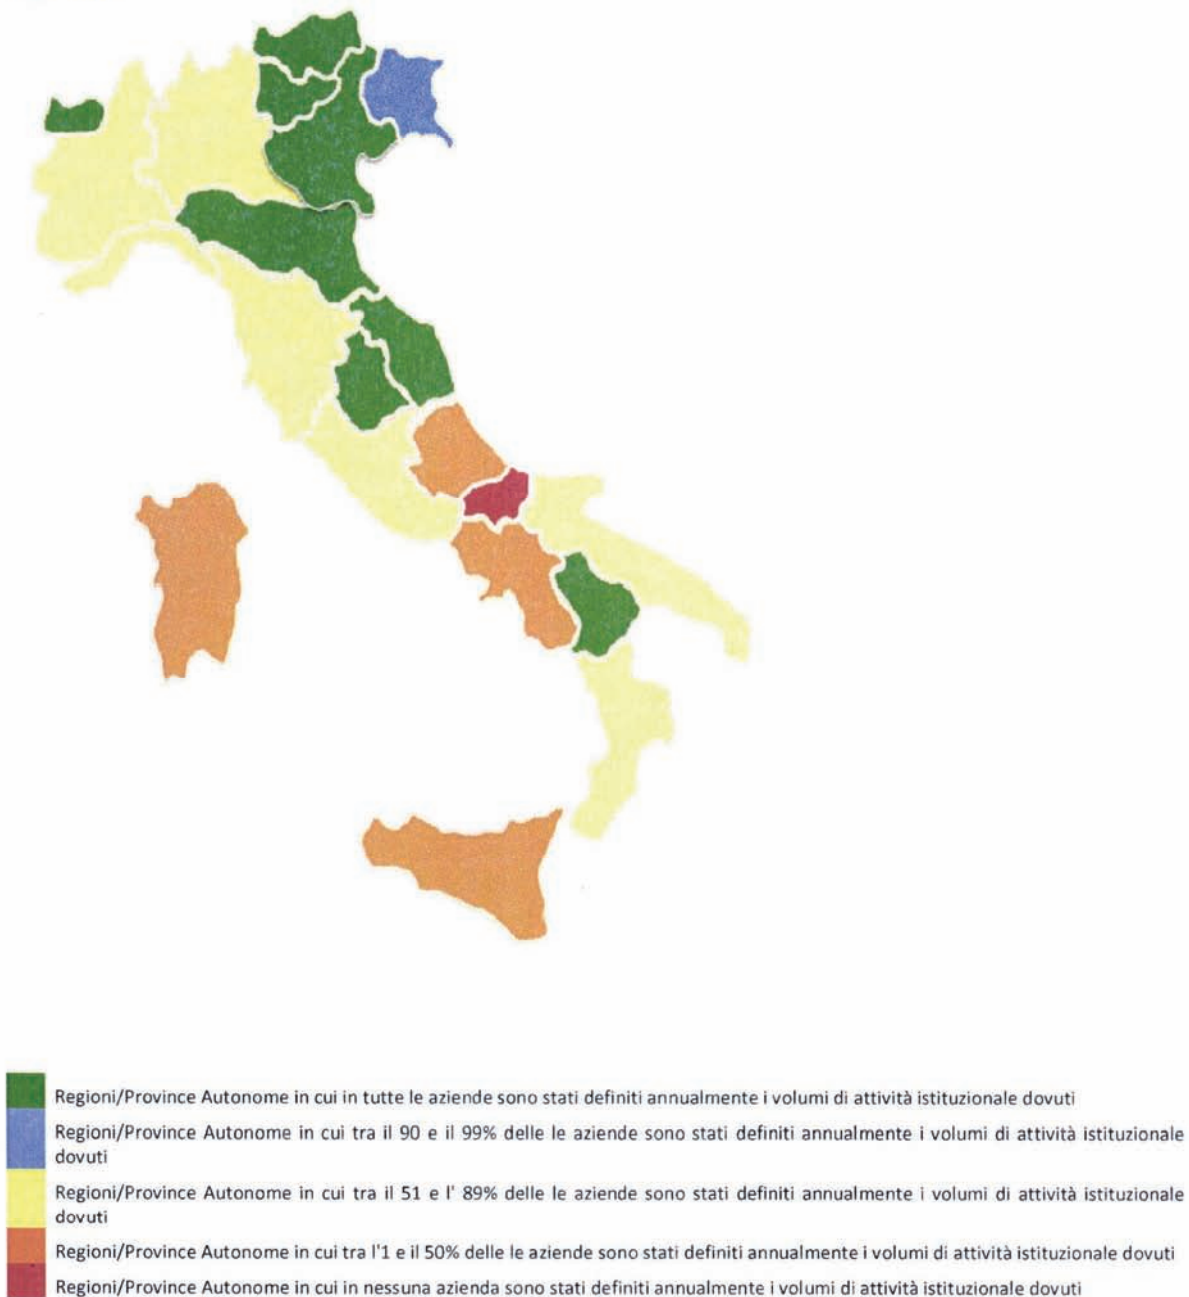 Regioni/Province Autonome in cui in tutte le aziende sono stati definiti annualmente i volumi di attività istituzionale dovuti
Regioni/Province Autonome in cui tra il 90 e il 99% delle le aziende sono stati definiti annualmente i volumi di attività istituzionale
dovuti
Regioni/Province Autonome in cui tra il 51 e l' 89% delle le aziende sono stati definiti annualmente i volumi di attività istituzionale
dovuti
Regioni/Province Autonome in cui tra l'1 e il 50% delle le aziende sono stati definiti annualmente i volumi di attività istituzionale dovuti
Regioni/Province Autonome in cui in nessuna azienda sono stati definiti annualmente i volumi di attività istituzionale dovuti